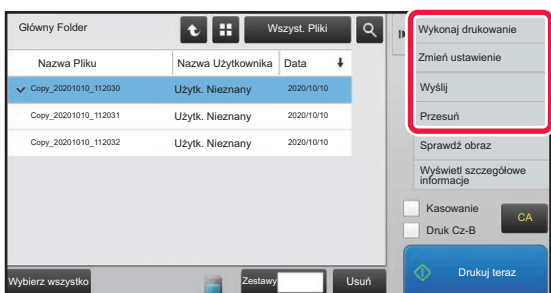 Główny Folder
Wszyst. Pliki
Nazwa Pliku
Nazwa Użytkownika
Data
Copy_20201010_112030
Użytk. Nieznany
2020/10/10
Copy_20201010_112031
Użytk. Nieznany
2020/10/10
Copy_20201010_112032
Użytk. Nieznany
2020/10/10
Wybierz wszystko
Zestawy
Usuń
Wykonaj drukowanie
Zmień ustawienie
Wyślij
Przesuń
Sprawdź obraz
Wyświetl szczegółowe
informacje
Kasowanie
Druk Cz-B
CA
Drukuj teraz